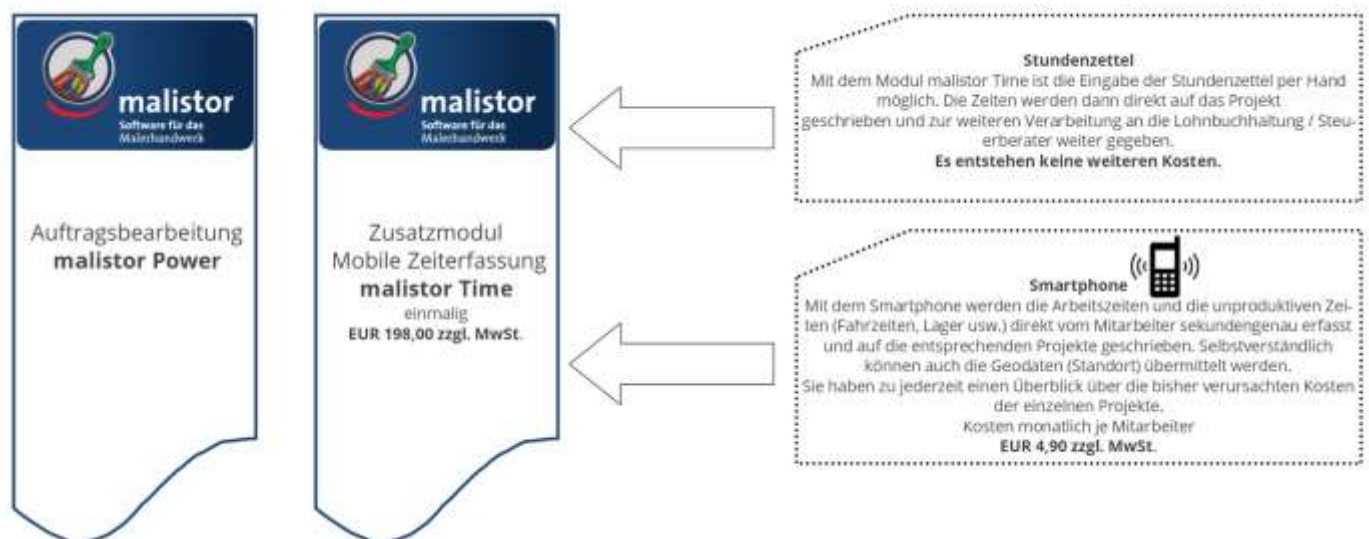 malistor
Software für das
Malerhandwerk
Auftragsbearbeitung
malistor Power
malistor
Software für das
Malerhandwerk
Zusatzmodul
Mobile Zeiterfassung
malistor Time
einmalig
EUR 198,00 zzgl. MwSt.
Stundenzettel
Mit dem Modul malistor Time ist die Eingabe der Stundenzettel per Hand
möglich. Die Zeiten werden dann direkt auf das Projekt
geschrieben und zur weiteren Verarbeitung an die Lohnbuchhaltung / Steu-
erberater weiter gegeben.
Es entstehen keine weiteren Kosten.
Smartphone
Mit dem Smartphone werden die Arbeitszeiten und die unproduktiven Zei-
ten (Fahrzeiten, Lager usw.) direkt vom Mitarbeiter sekundengenau erfasst
und auf die entsprechenden Projekte geschrieben. Selbstverständlich
können auch die Geodaten (Standort) übermittelt werden.
Sie haben zu jederzeit einen Überblick über die bisher verursachten Kosten
der einzelnen Projekte.
Kosten monatlich je Mitarbeiter
EUR 4,90 zzgl. MwSt.